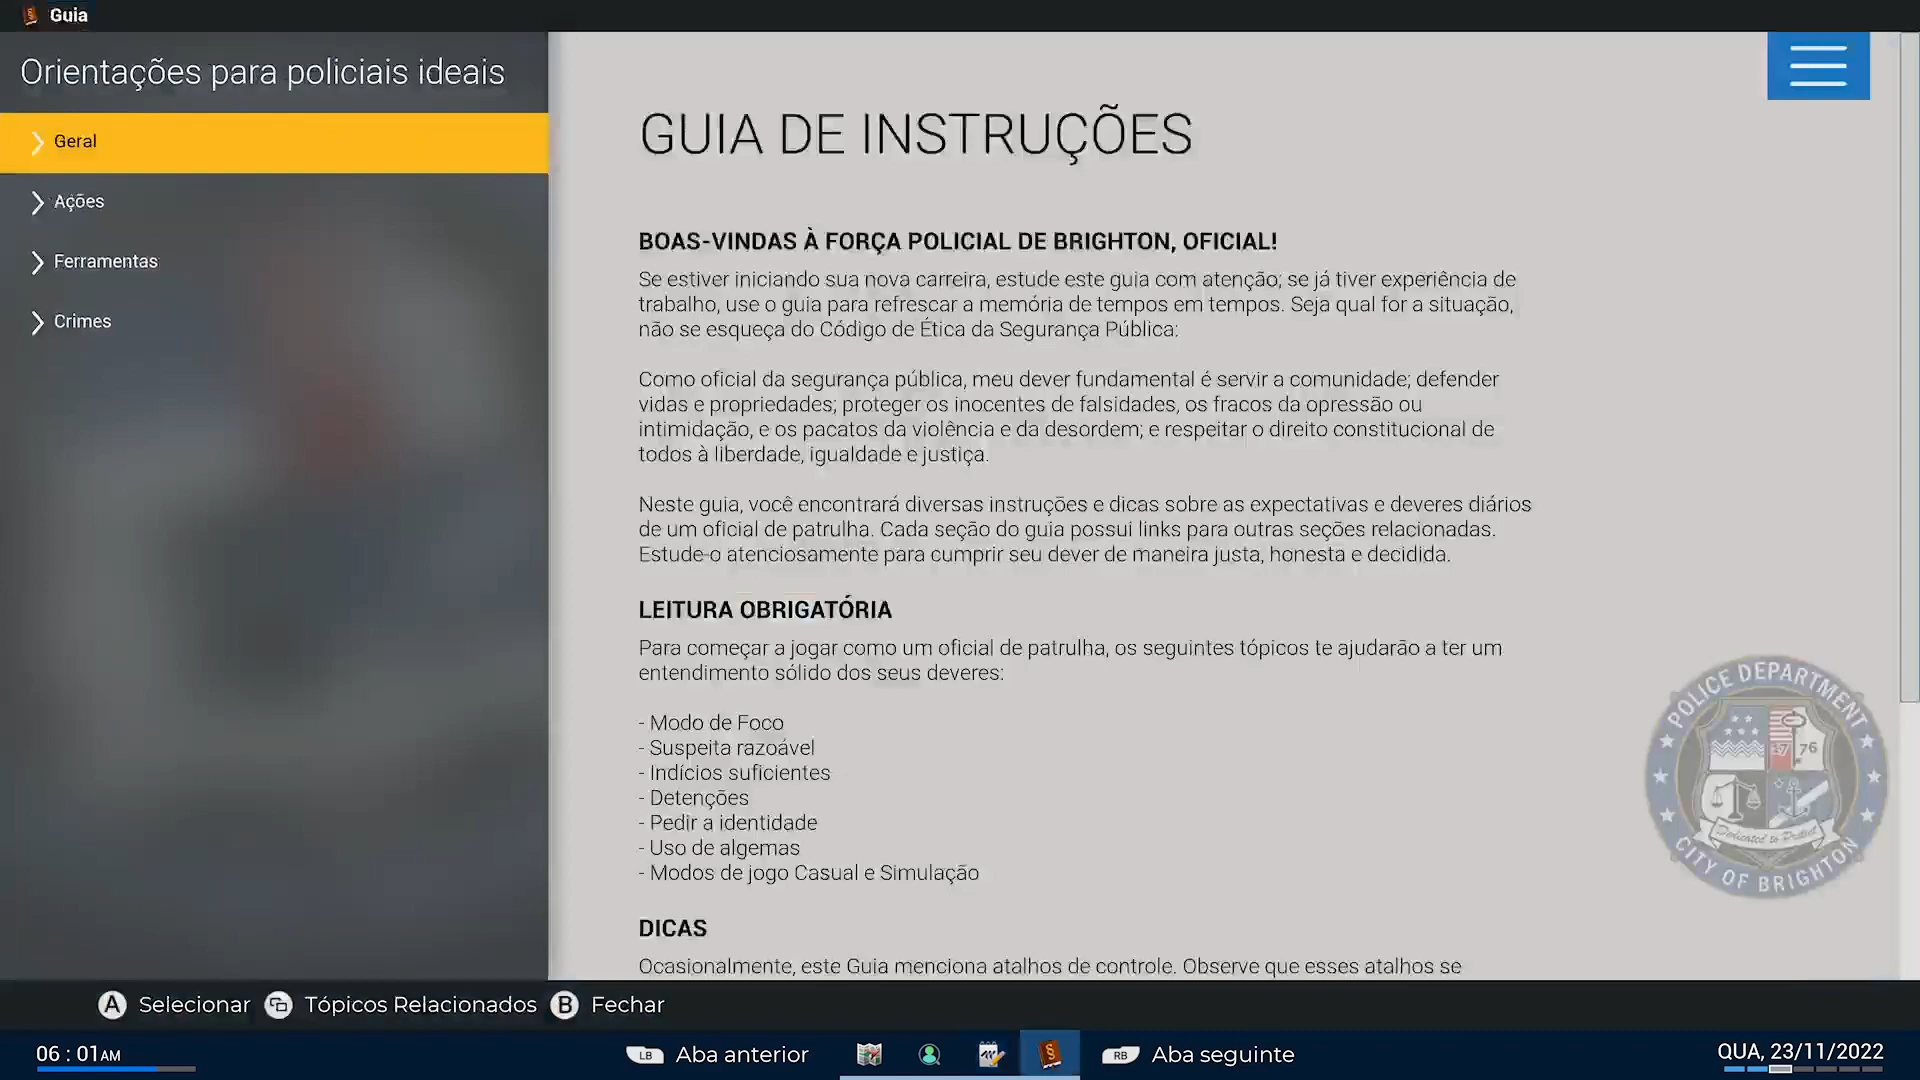 Guia
Orientações para policiais ideais
Geral
Ações
Ferramentas
Crimes
GUIA DE INSTRUÇÕES
BOAS-VINDAS À FORÇA POLICIAL DE BRIGHTON, OFICIAL!
Se estiver iniciando sua nova carreira, estude este guia com atenção; se já tiver experiência de
trabalho, use o guia para refrescar a memória de tempos em tempos. Seja qual for a situação,
não se esqueça do Código de Ética da Segurança Pública:
Como oficial da segurança pública, meu dever fundamental é servir a comunidade; defender
vidas e propriedades; proteger os inocentes de falsidades, os fracos da opressão ou
intimidação, e os pacatos da violência e da desordem; e respeitar o direito constitucional de
todos à liberdade, igualdade e justiça.
Neste guia, você encontrará diversas instruções e dicas sobre as expectativas e deveres diários
de um oficial de patrulha. Cada seção do guia possui links para outras seções relacionadas.
Estude-o atenciosamente para cumprir seu dever de maneira justa, honesta e decidida.
LEITURA OBRIGATÓRIA
Para começar a jogar como um oficial de patrulha, os seguintes tópicos te ajudarão a ter um
entendimento sólido dos seus deveres:
- Modo de Foco
- Suspeita razoável
- Indícios suficientes
- Detenções
- Pedir a identidade
- Uso de algemas
- Modos de jogo Casual e Simulação
DICAS
Ocasionalmente, este Guia menciona atalhos de controle. Observe que esses atalhos se
POLICE DEPARTMENT
17 76
Dedicated to Protect
CITY OF BRIGHTON
A Selecionar Tópicos Relacionados B Fechar
06 : 01 AM
LB Aba anterior
RB Aba seguinte
QUA, 23/11/2022